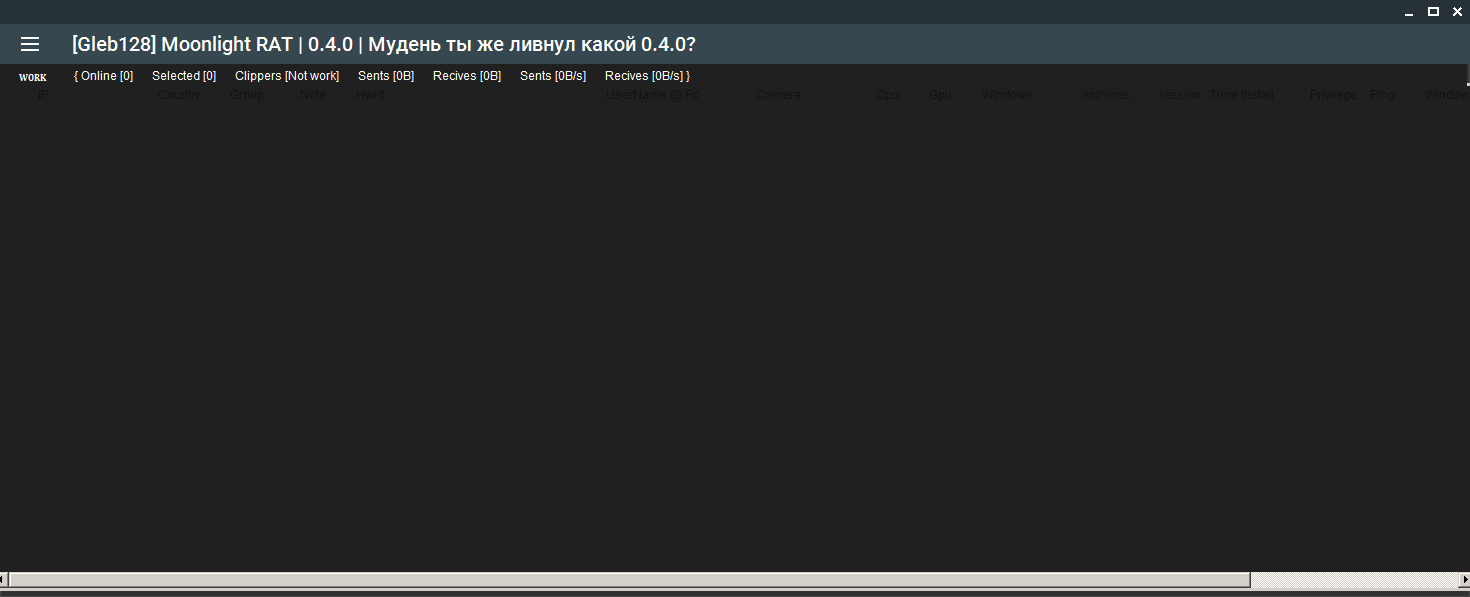 [Gleb128] Moonlight RAT | 0.4.0 | Мудень ты же ливнул какой 0.4.0?
WORK { Online [0] Selected [0] Clippers [Not work] Sents [0B] Recives [0B] Sents [0B/s] Recives [0B/s] }
IP Country Group Note Hwid UserName @ Pc Camera Cpu Gpu Windows AntiVirus Version Time Install Privilege Ping Window